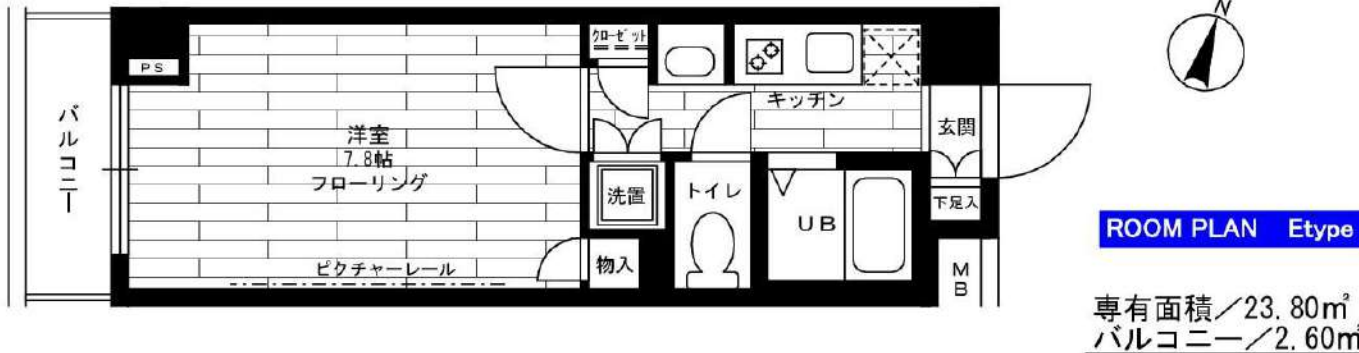 N
クローゼット
PS
キッチン
バルコニー
洋室
7.8帖
フローリング
玄関
洗置
トイレ
UB
下足入
ROOM PLAN Etype
ピクチャーレール
物入
MB
専有面積／23.80㎡
バルコニー／2.60㎡